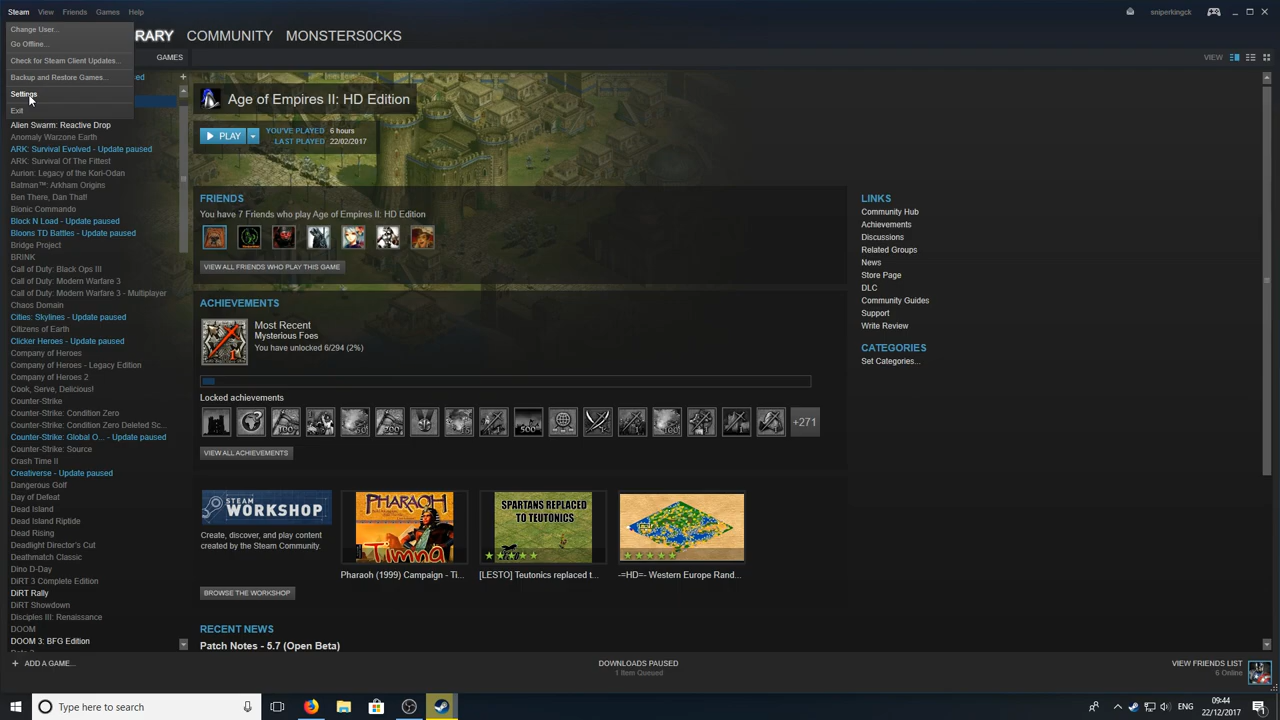 Steam View Friends Games Help
sniperkingck
Change User...
Go Offline...
Check for Steam Client Updates...
Backup and Restore Games...
Settings
Exit
RARY COMMUNITY MONSTERS0CKS
GAMES
VIEW
ed +
Alien Swarm: Reactive Drop
Anomaly Warzone Earth
ARK: Survival Evolved - Update paused
ARK: Survival Of The Fittest
Aurion: Legacy of the Kori-Odan
Batman™: Arkham Origins
Ben There, Dan That!
Bionic Commando
Block N Load - Update paused
Bloons TD Battles - Update paused
Bridge Project
BRINK
Call of Duty: Black Ops III
Call of Duty: Modern Warfare 3
Call of Duty: Modern Warfare 3 - Multiplayer
Chaos Domain
Cities: Skylines - Update paused
Citizens of Earth
Clicker Heroes - Update paused
Company of Heroes
Company of Heroes - Legacy Edition
Company of Heroes 2
Cook, Serve, Delicious!
Counter-Strike
Counter-Strike: Condition Zero
Counter-Strike: Condition Zero Deleted Sc...
Counter-Strike: Global O... - Update paused
Counter-Strike: Source
Crash Time II
Creativerse - Update paused
Dangerous Golf
Day of Defeat
Dead Island
Dead Island Riptide
Dead Rising
Deadlight Director's Cut
Deathmatch Classic
Dino D-Day
DiRT 3 Complete Edition
DiRT Rally
DiRT Showdown
Disciples III: Renaissance
DOOM
DOOM 3: BFG Edition
+ ADD A GAME...
Age of Empires II: HD Edition
PLAY
YOU'VE PLAYED 6 hours
LAST PLAYED 22/02/2017
FRIENDS
You have 7 Friends who play Age of Empires II: HD Edition
VIEW ALL FRIENDS WHO PLAY THIS GAME
ACHIEVEMENTS
Most Recent
Mysterious Foes
You have unlocked 6/294 (2%)
Locked achievements
+271
VIEW ALL ACHIEVEMENTS
STEAM WORKSHOP
Create, discover, and play content
created by the Steam Community.
BROWSE THE WORKSHOP
PHARAOH
Timna
Pharaoh (1999) Campaign - Ti...
SPARTANS REPLACED
TO TEUTONICS
[LESTO] Teutonics replaced t...
-=HD=- Western Europe Rand...
RECENT NEWS
Patch Notes - 5.7 (Open Beta)
LINKS
Community Hub
Achievements
Discussions
Related Groups
News
Store Page
DLC
Community Guides
Support
Write Review
CATEGORIES
Set Categories...
DOWNLOADS PAUSED
1 Item Queued
VIEW FRIENDS LIST
6 Online
Type here to search
ENG
09:44
22/12/2017